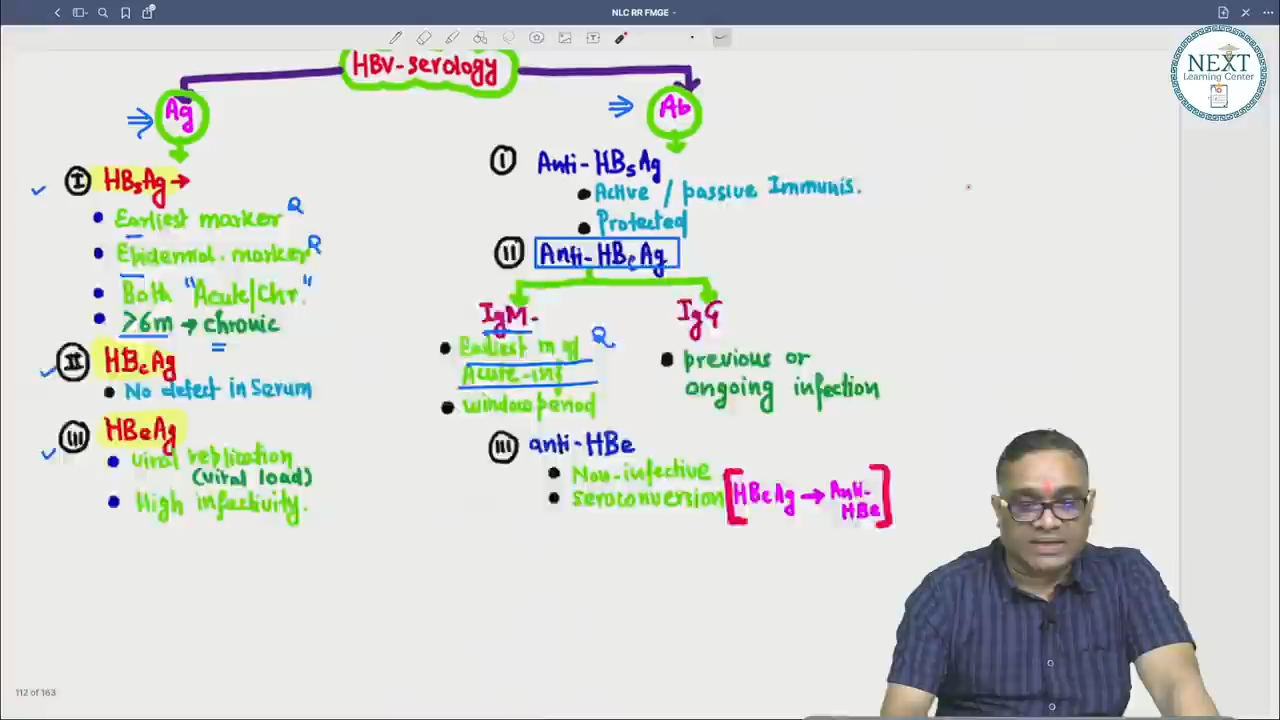 NLC RR FMGE
NEXT
Learning Center
HBV-serology
Ag
Ab
I HBsAg →
Earliest marker Q
Epidemal. marker Q
Both "Acute/Chr."
>6m → chronic
II HBcAg
No detect in Serum
III HBeAg
Viral replication
(viral load)
High infectivity.
I Anti-HBsAg
Active / passive Immunis.
Protected
II Anti-HBcAg
IgM-
Earliest Q
Acute-inf
window period
IgG
previous or
ongoing infection
III anti-HBe
Non-infective
seroconversion [HBeAg → Anti-
HBe]
112 of 163